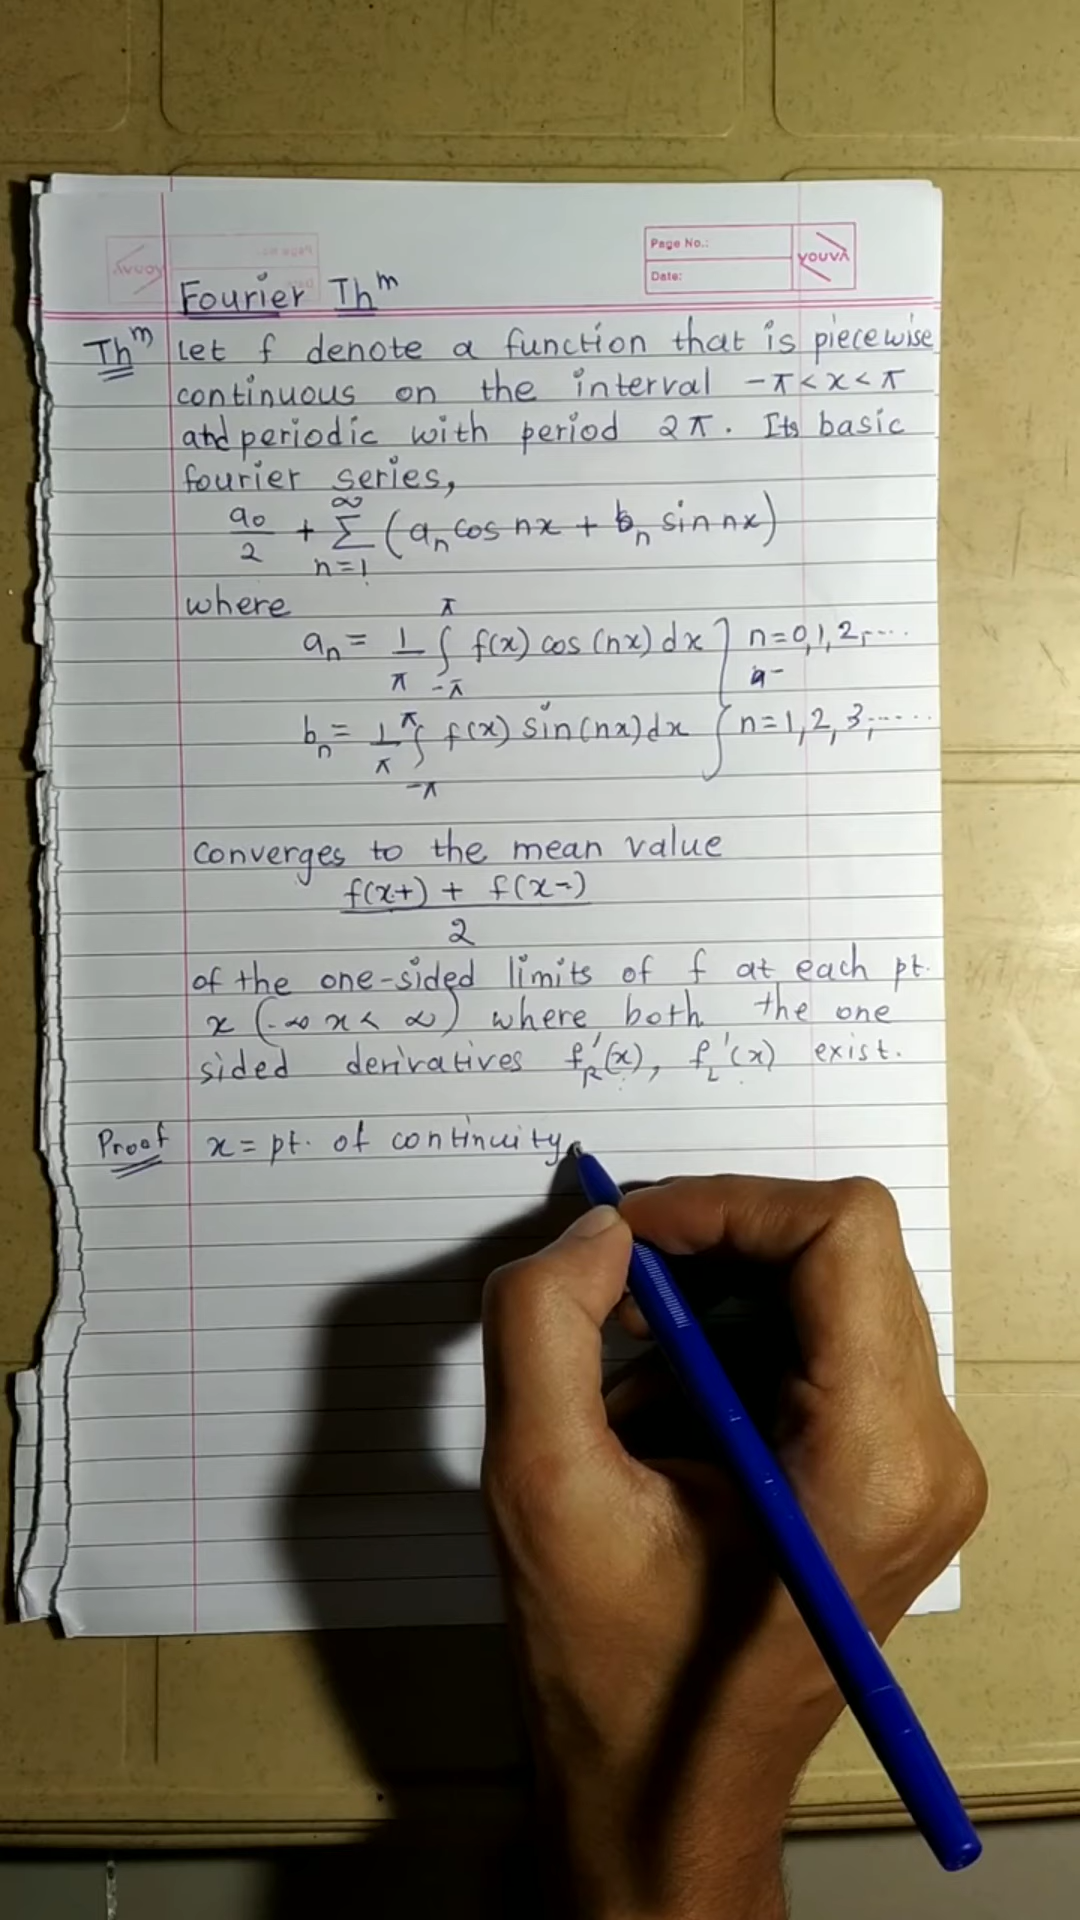 Page No.:
Date:
YOUVA
Fourier Thᵐ
Thᵐ Let f denote a function that is piecewise
continuous on the interval -π < x < π
and periodic with period 2π. Its basic
fourier series,
a₀/2 + ∞Σn=1 (aₙ cos nx + bₙ sin nx)
where
aₙ = 1/π ∫-π^π f(x) cos (nx) dx } n=0,1,2,....
bₙ = 1/π ∫-π^π f(x) sin(nx)dx } n=1,2,3,......
converges to the mean value
f(x+) + f(x-)
2
of the one-sided limits of f at each pt.
x (-∞ x < ∞) where both the one
sided derivatives f'R(x), f'L(x) exist.
Proof x = pt. of continuity